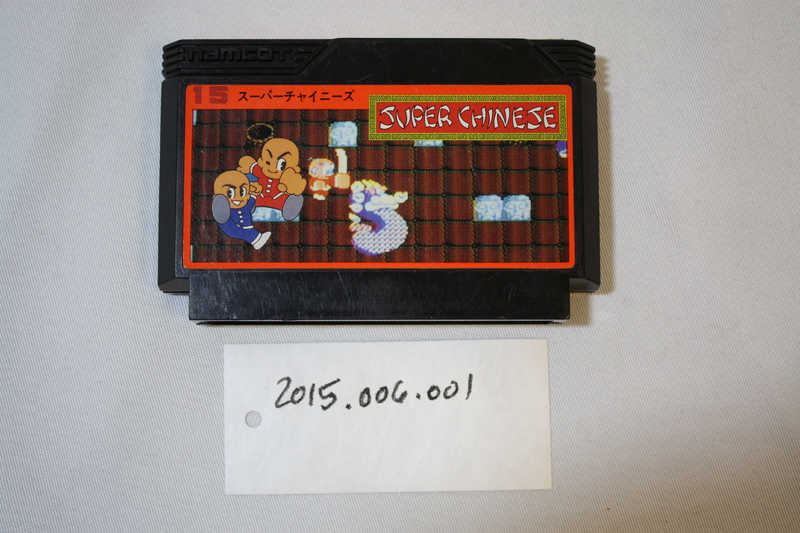 namcot
15 スーパーチャイニーズ
SUPER CHINESE
2015.006.001